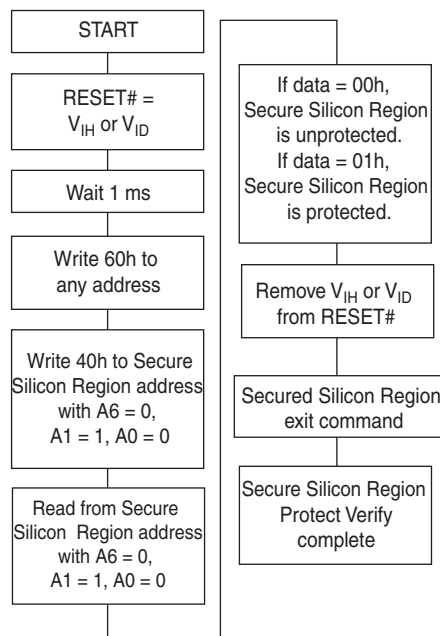 START
RESET# =
VIH or VID
Wait 1 ms
Write 60h to
any address
Write 40h to Secure
Silicon Region address
with A6 = 0,
A1 = 1, A0 = 0
Read from Secure
Silicon Region address
with A6 = 0,
A1 = 1, A0 = 0
If data = 00h,
Secure Silicon Region
is unprotected.
If data = 01h,
Secure Silicon Region
is protected.
Remove VIH or VID
from RESET#
Secured Silicon Region
exit command
Secure Silicon Region
Protect Verify
complete